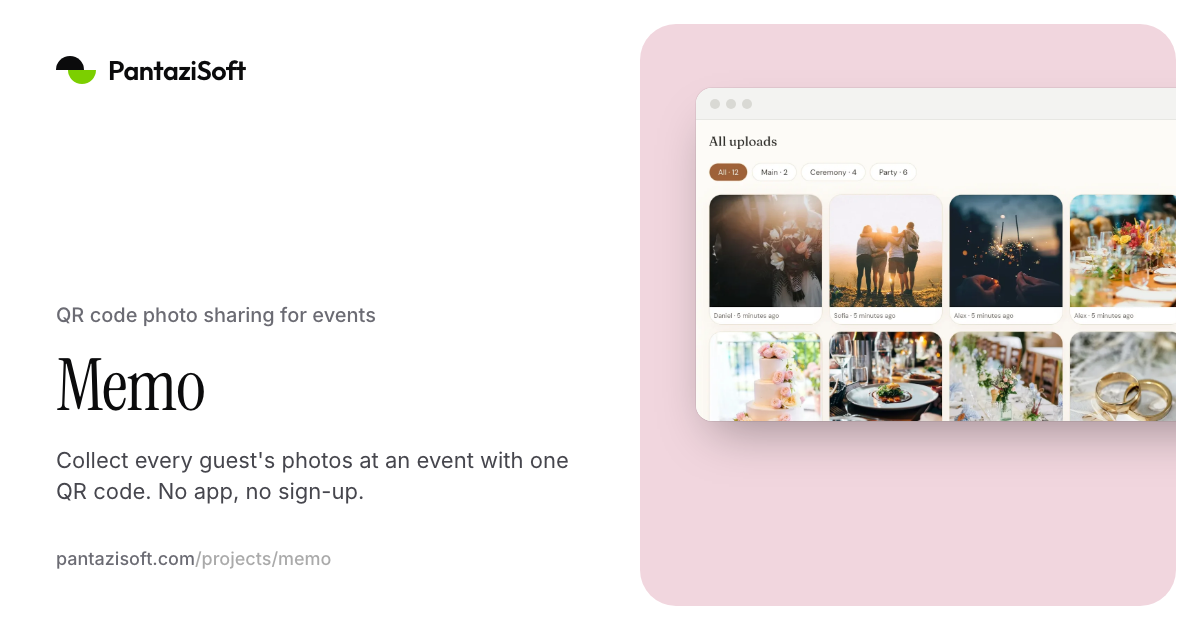 PantaziSoft
QR code photo sharing for events
Memo
Collect every guest's photos at an event with one
QR code. No app, no sign-up.
pantazisoft.com/projects/memo
All uploads
All · 12
Main · 2
Ceremony · 4
Party · 6
Daniel · 5 minutes ago
Sofia · 5 minutes ago
Alex · 5 minutes ago
Alex · 5 minutes ago